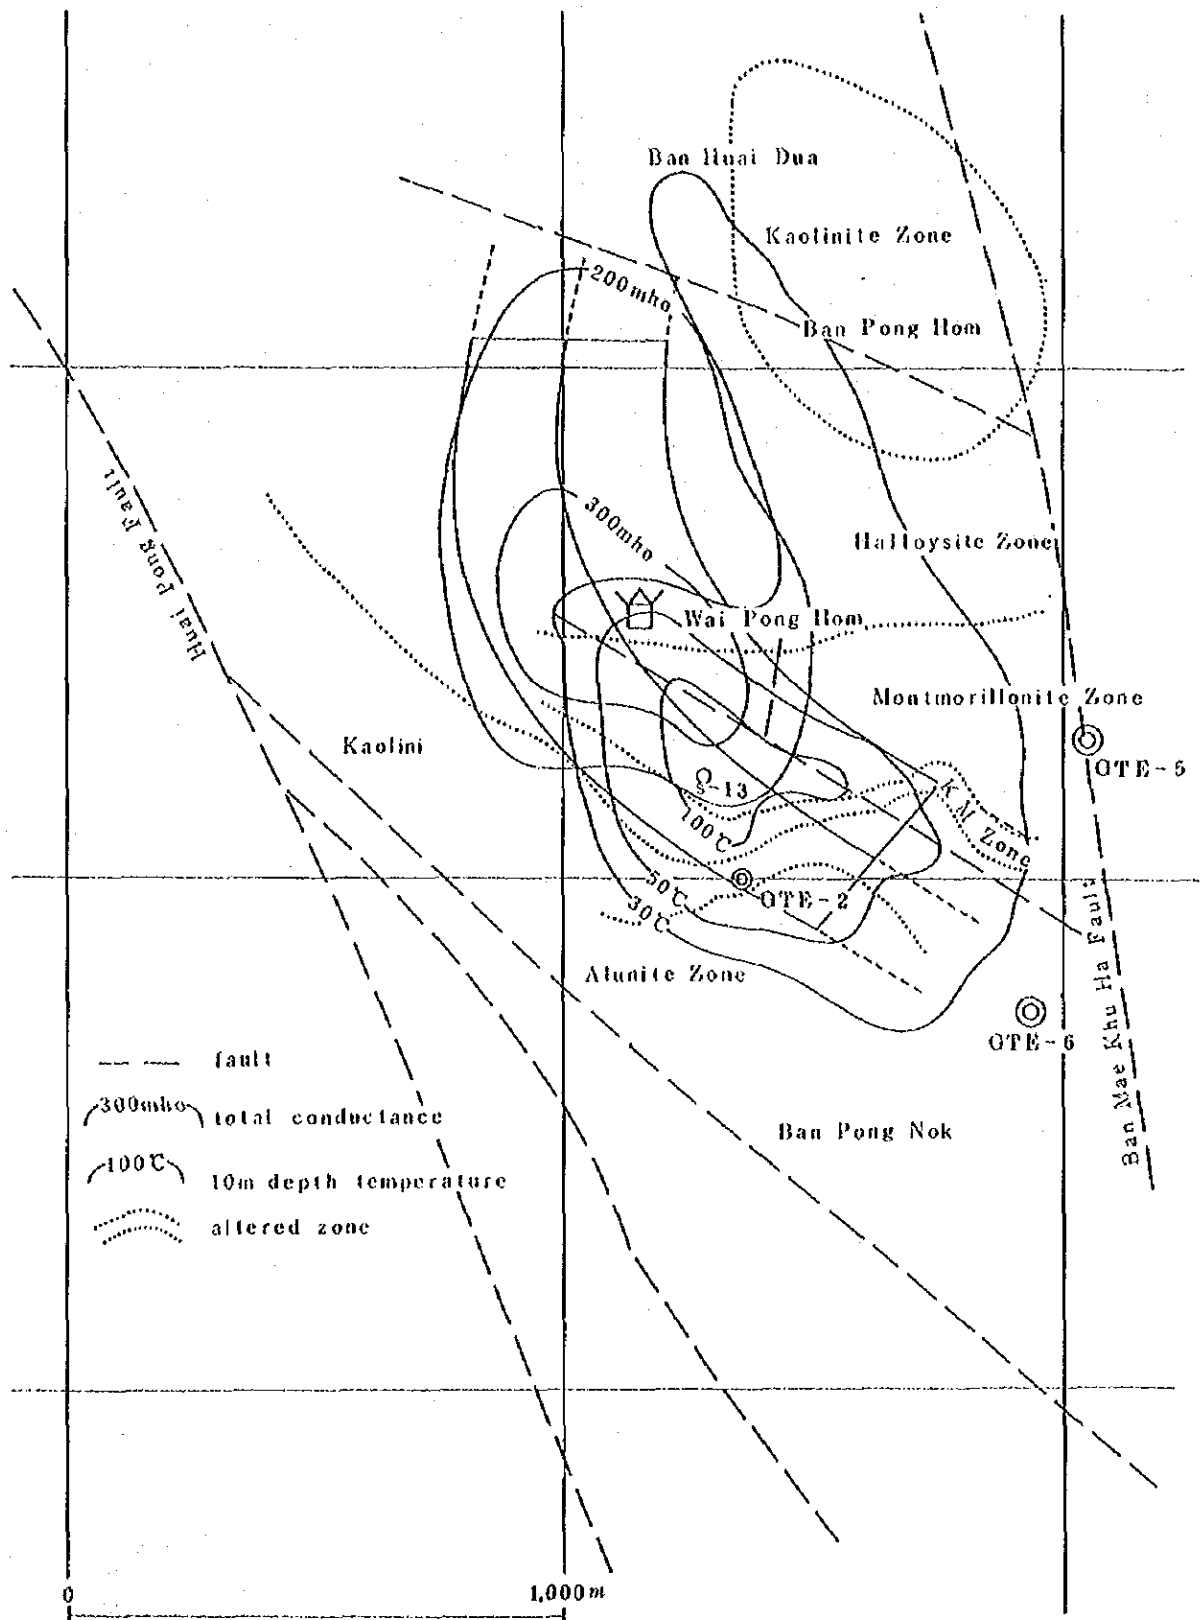 Ban Huai Dua
Kaolinite Zone
200mho
Ban Pong Hom
Huai Pong Fault
300mho
Halloysite Zone
Wai Pong Hom
Montmorillonite Zone
Kaolini
OTE-5
S-13
100℃
K M Zone
50℃
OTE-2
30℃
Alunite Zone
OTE-6
Ban Mae Khu Ha Fault
fault
300mho total conductance
Ban Pong Nok
100℃ 10m depth temperature
altered zone
0 1,000m